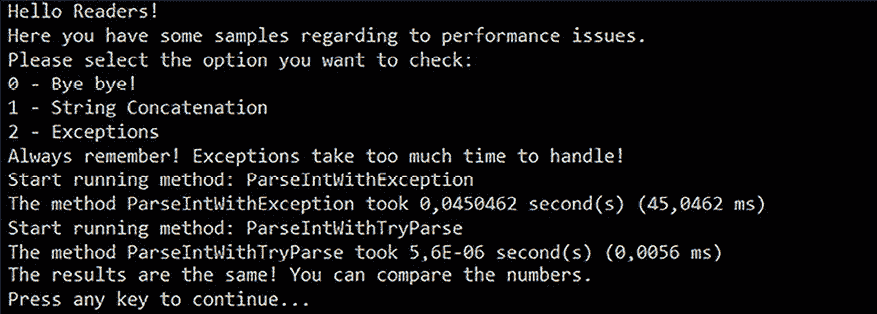 Hello Readers!
Here you have some samples regarding to performance issues.
Please select the option you want to check:
0 - Bye bye!
1 - String Concatenation
2 - Exceptions
Always remember! Exceptions take too much time to handle!
Start running method: ParseIntWithException
The method ParseIntWithException took 0,0450462 second(s) (45,0462 ms)
Start running method: ParseIntWithTryParse
The method ParseIntWithTryParse took 5,6E-06 second(s) (0,0056 ms)
The results are the same! You can compare the numbers.
Press any key to continue...